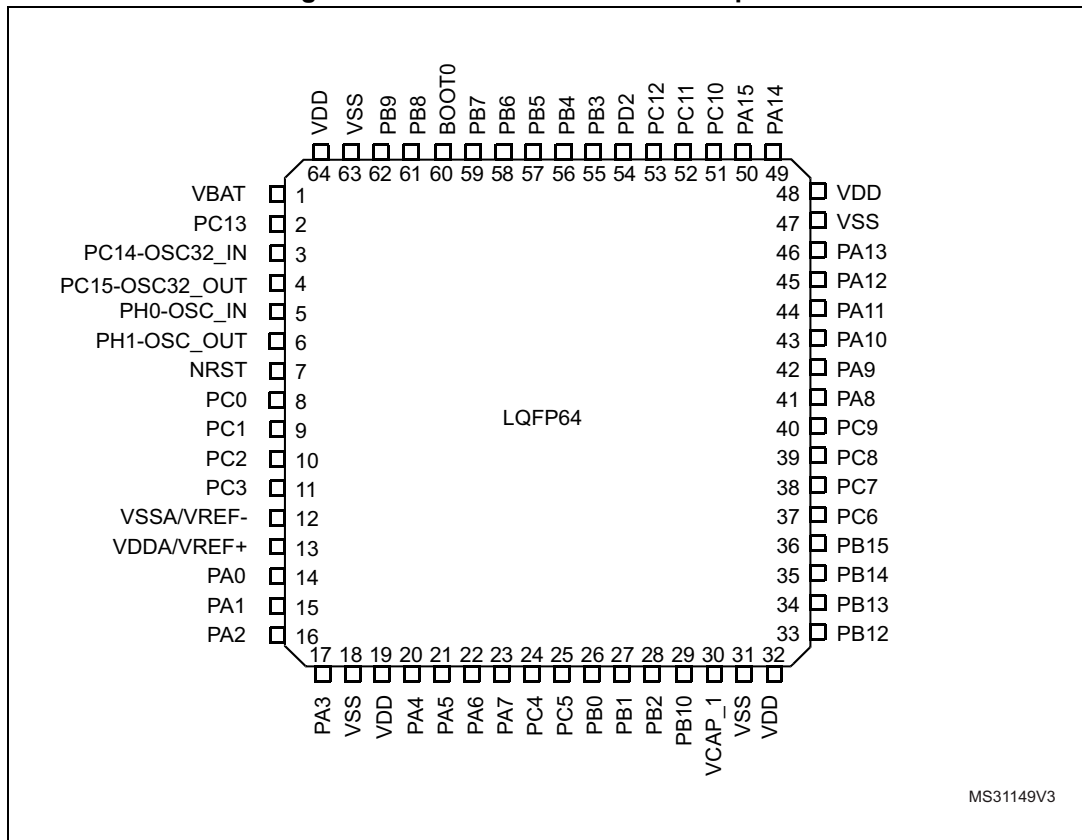 VDD
VSS
PB9
PB8
BOOT0
PB7
PB6
PB5
PB4
PB3
PD2
PC12
PC11
PC10
PA15
PA14
64 63 62 61 60 59 58 57 56 55 54 53 52 51 50 49
VBAT 1
PC13 2
PC14-OSC32_IN 3
PC15-OSC32_OUT 4
PH0-OSC_IN 5
PH1-OSC_OUT 6
NRST 7
PC0 8
PC1 9
PC2 10
PC3 11
VSSA/VREF- 12
VDDA/VREF+ 13
PA0 14
PA1 15
PA2 16
LQFP64
48 VDD
47 VSS
46 PA13
45 PA12
44 PA11
43 PA10
42 PA9
41 PA8
40 PC9
39 PC8
38 PC7
37 PC6
36 PB15
35 PB14
34 PB13
33 PB12
17 18 19 20 21 22 23 24 25 26 27 28 29 30 31 32
PA3
VSS
VDD
PA4
PA5
PA6
PA7
PC4
PC5
PB0
PB1
PB2
PB10
VCAP_1
VSS
VDD
MS31149V3